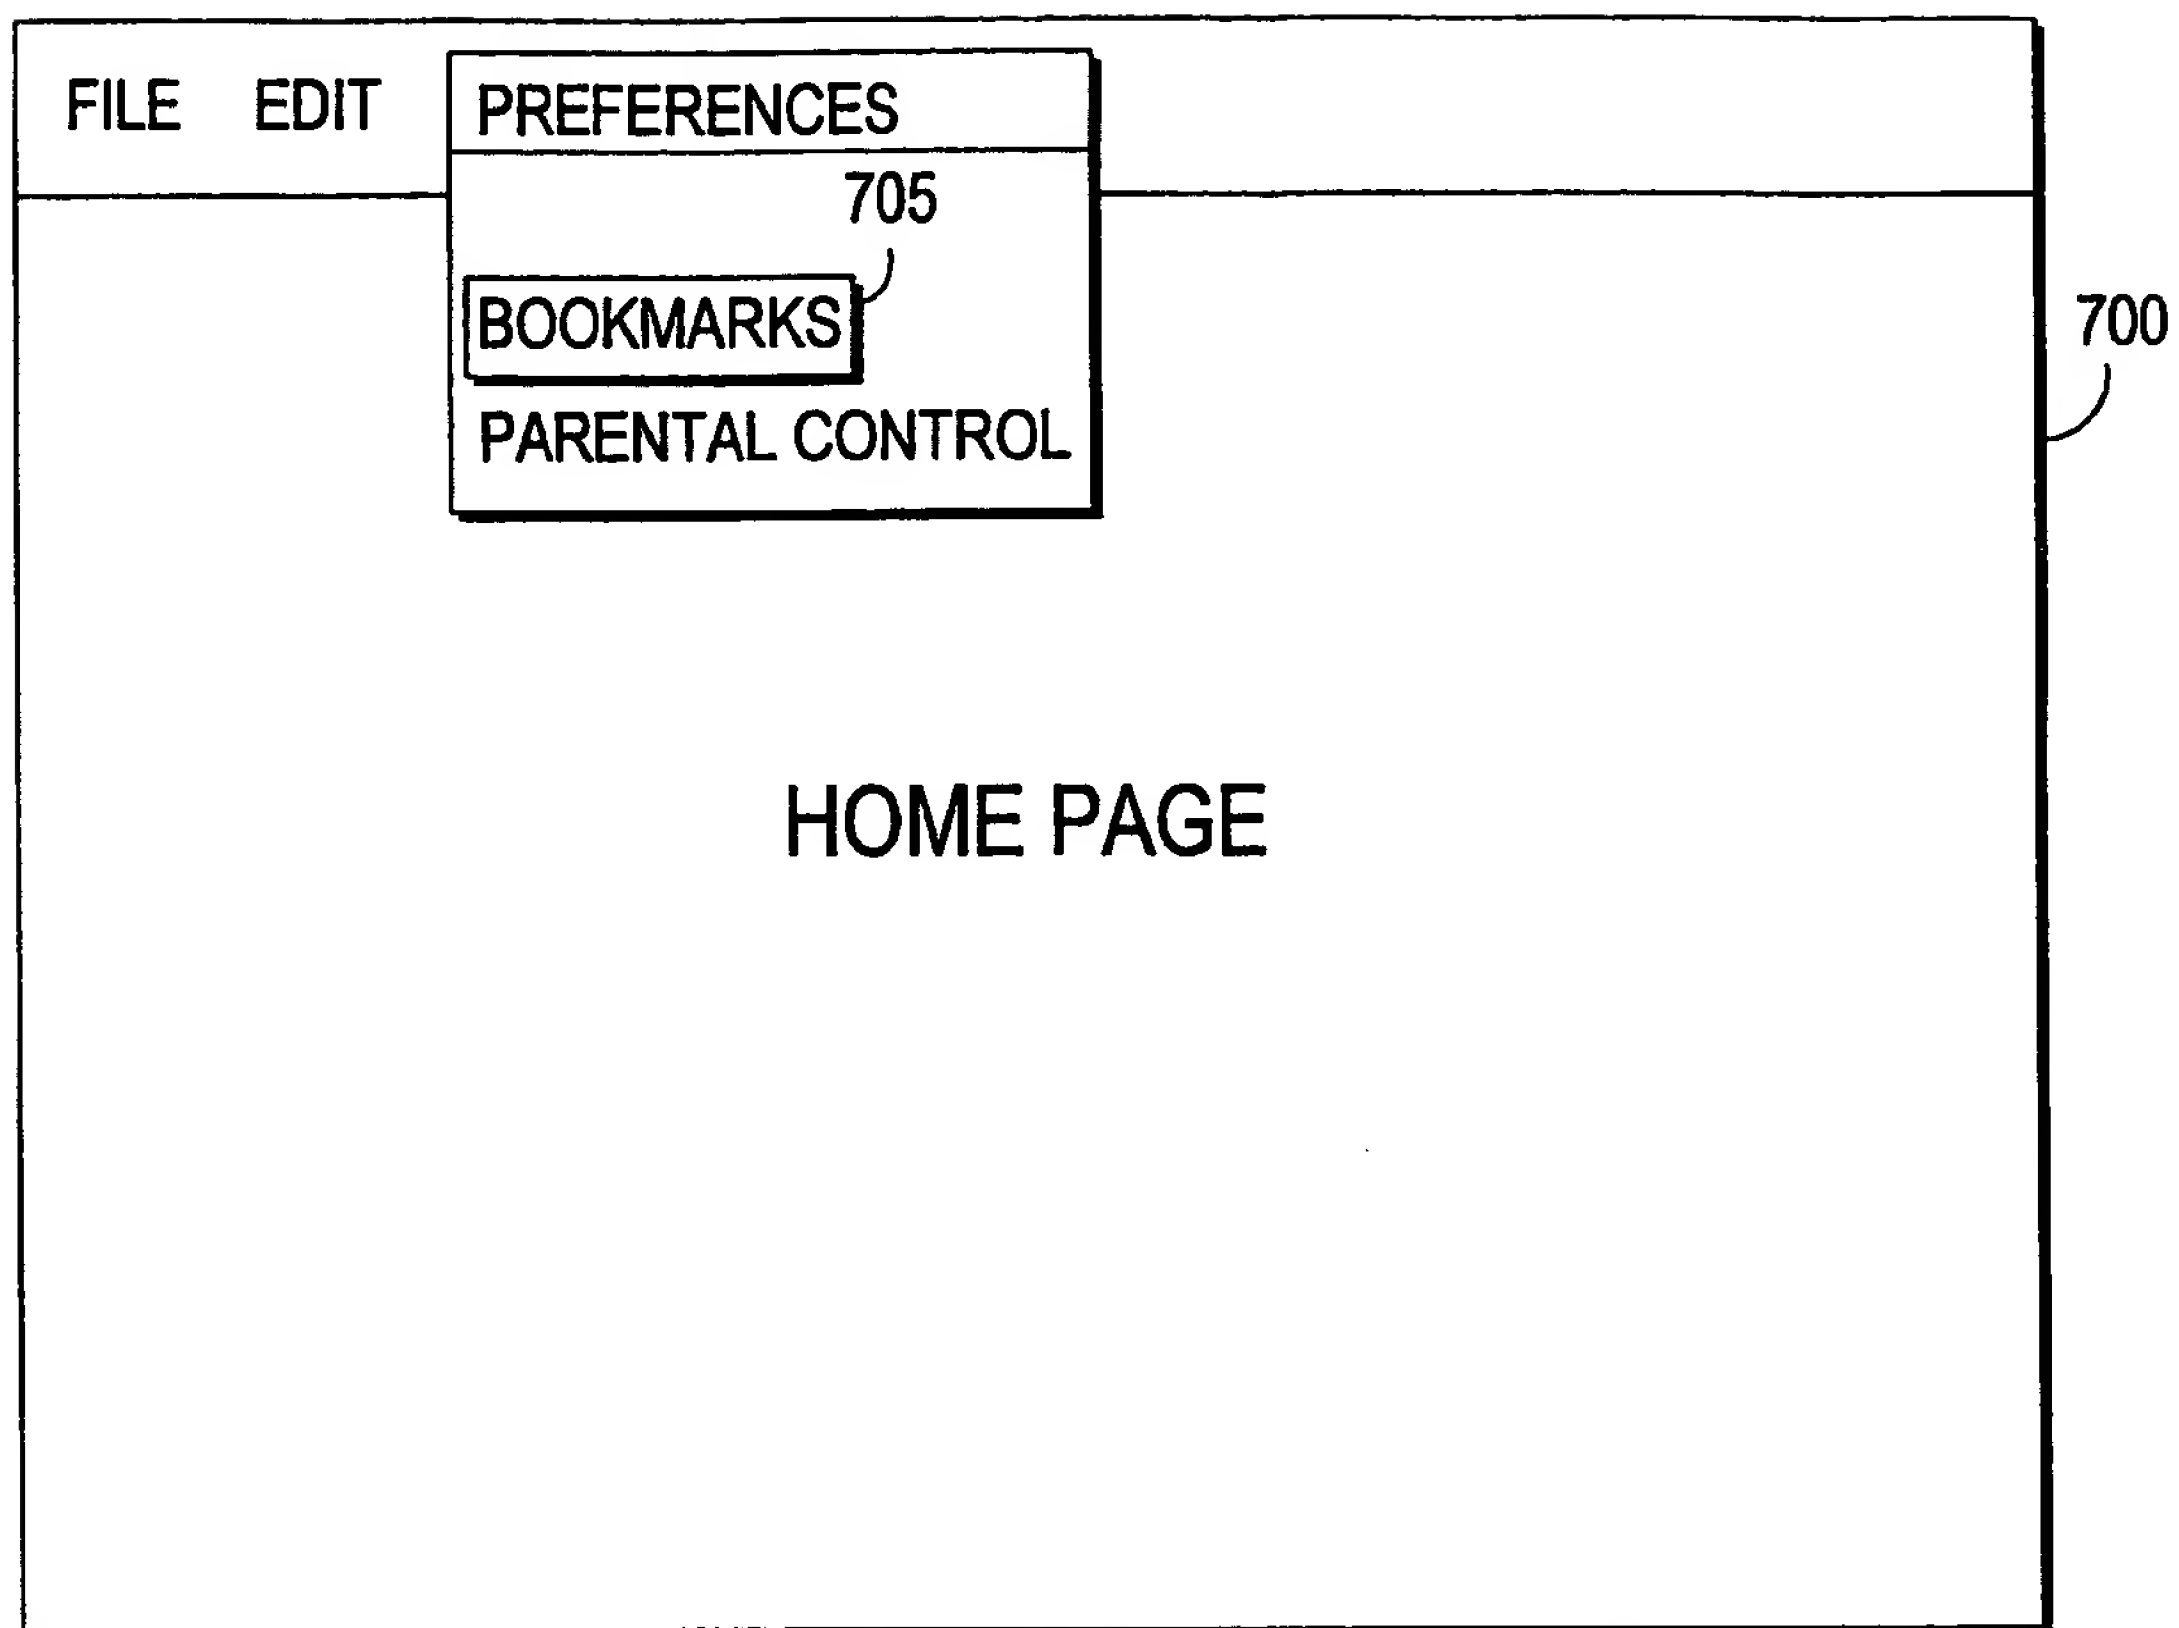 FILE EDIT PREFERENCES
705
BOOKMARKS
700
PARENTAL CONTROL
HOME PAGE